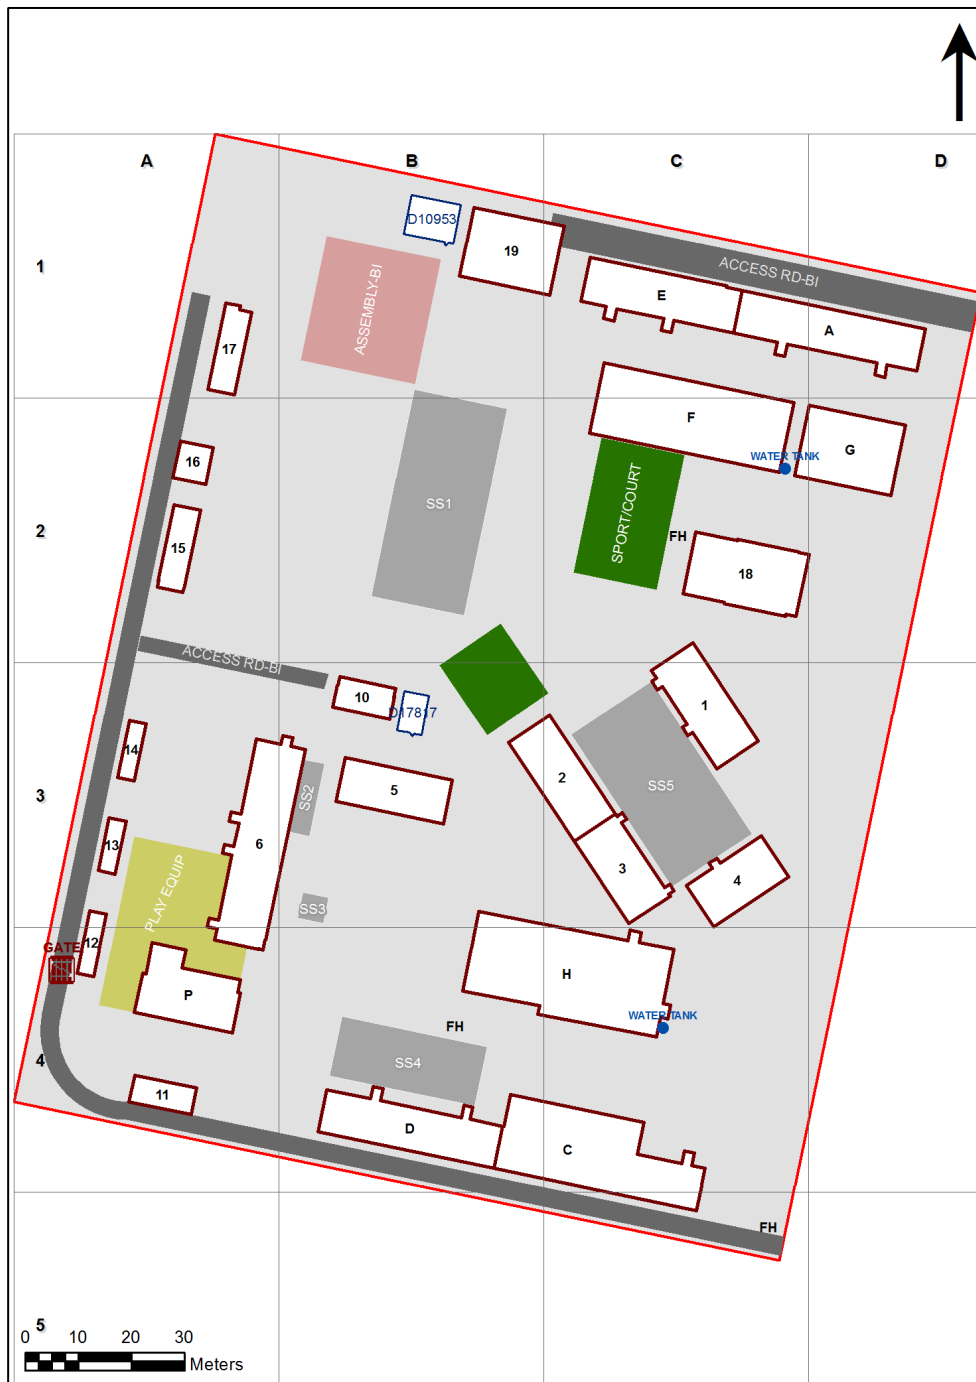 A
B
C
D
D10953
1
19
ACCESS RD-BI
E
ASSEMBLY-BI
A
17
F
G
WATER TANK
16
SS1
SPORT/COURT
2
FH
15
18
ACCESS RD-BI
10
1
D17817
14
2
SS5
5
3
SS2
6
13
3
4
PLAY EQUIP
SS3
12
GATE
H
P
WATER TANK
FH
4
SS4
11
D
C
FH
5
0 10 20 30
Meters